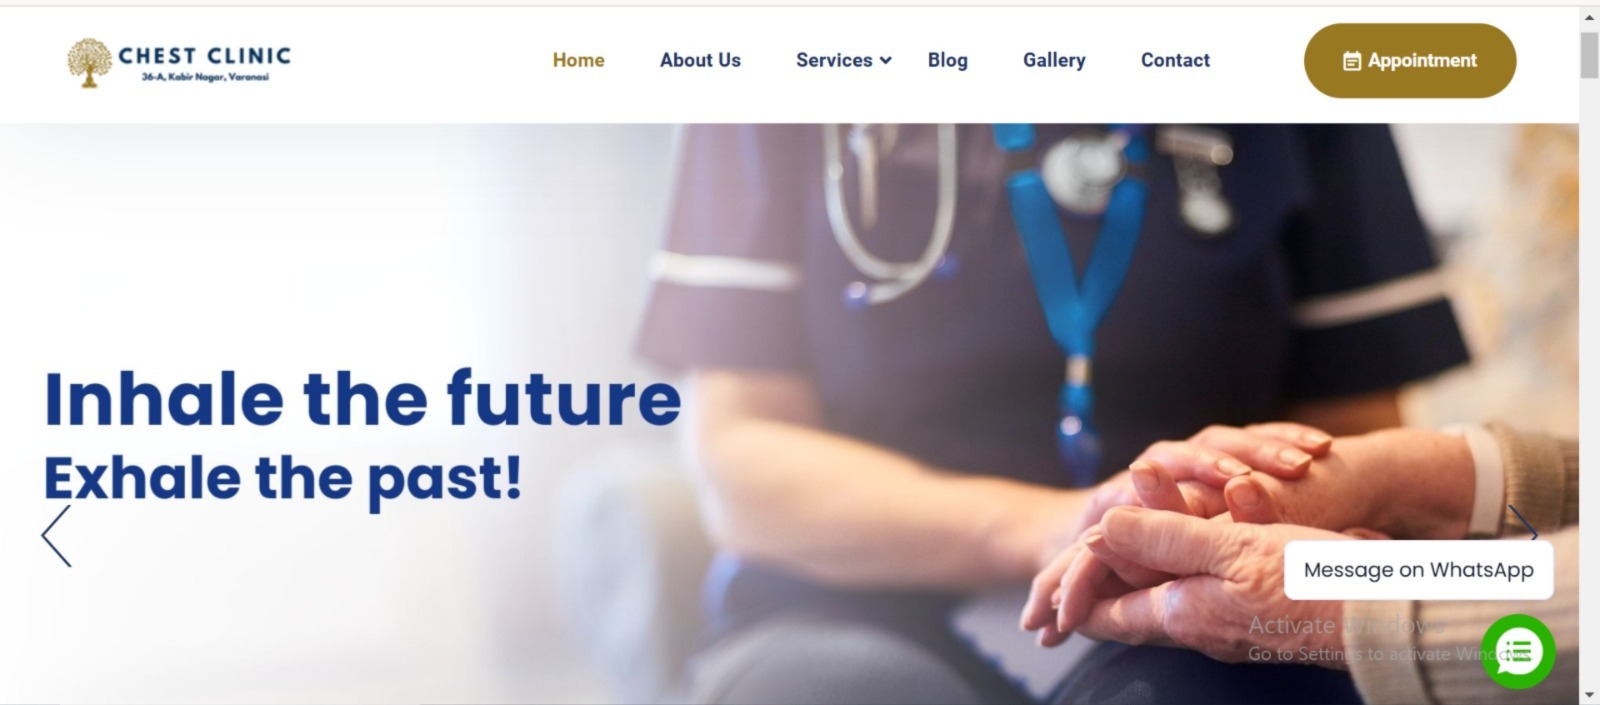 CHEST CLINIC
36-A, Kabir Nagar, Varanasi
Home
About Us
Services
Blog
Gallery
Contact
Appointment
Inhale the future
Exhale the past!
Message on WhatsApp
Activate Windows
Go to Settings to activate Windows.